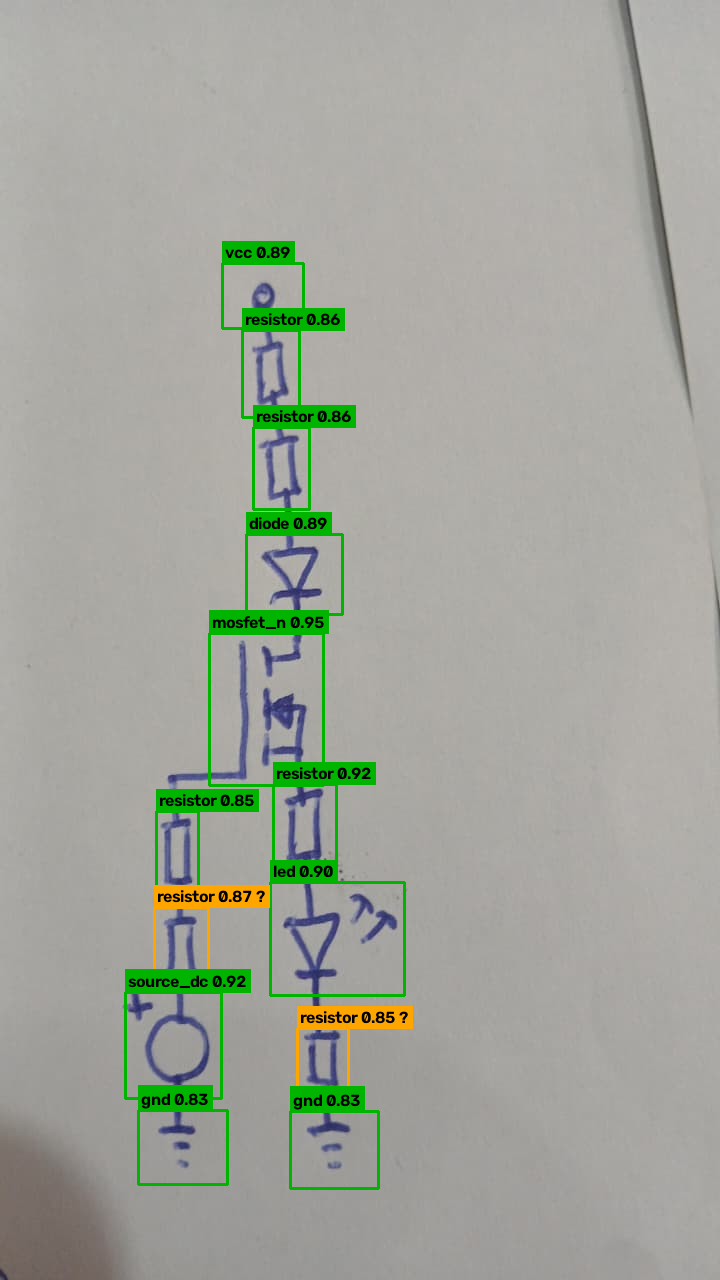 vcc 0.89
resistor 0.86
resistor 0.86
diode 0.89
mosfet_n 0.95
resistor 0.92
resistor 0.85
led 0.90
resistor 0.87 ?
source_dc 0.92
+
resistor 0.85 ?
gnd 0.83
gnd 0.83